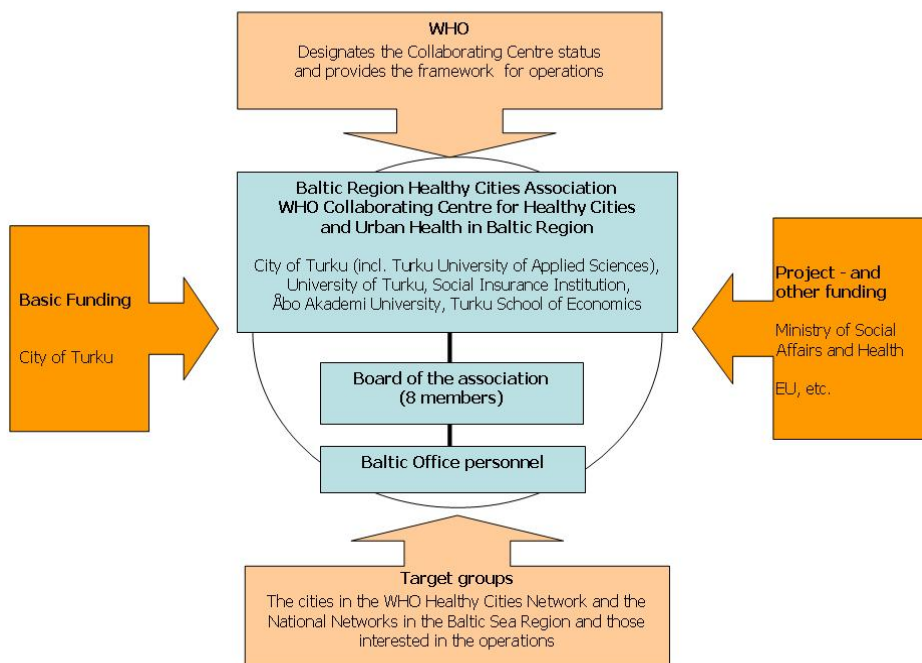 WHO
Designates the Collaborating Centre status
and provides the framework for operations
Baltic Region Healthy Cities Association
WHO Collaborating Centre for Healthy Cities
and Urban Health in Baltic Region
City of Turku (incl. Turku University of Applied Sciences),
University of Turku, Social Insurance Institution,
Åbo Akademi University, Turku School of Economics
Basic Funding
City of Turku
Project - and
other funding
Ministry of Social
Affairs and Health
EU, etc.
Board of the association
(8 members)
Baltic Office personnel
Target groups
The cities in the WHO Healthy Cities Network and the
National Networks in the Baltic Sea Region and those
interested in the operations